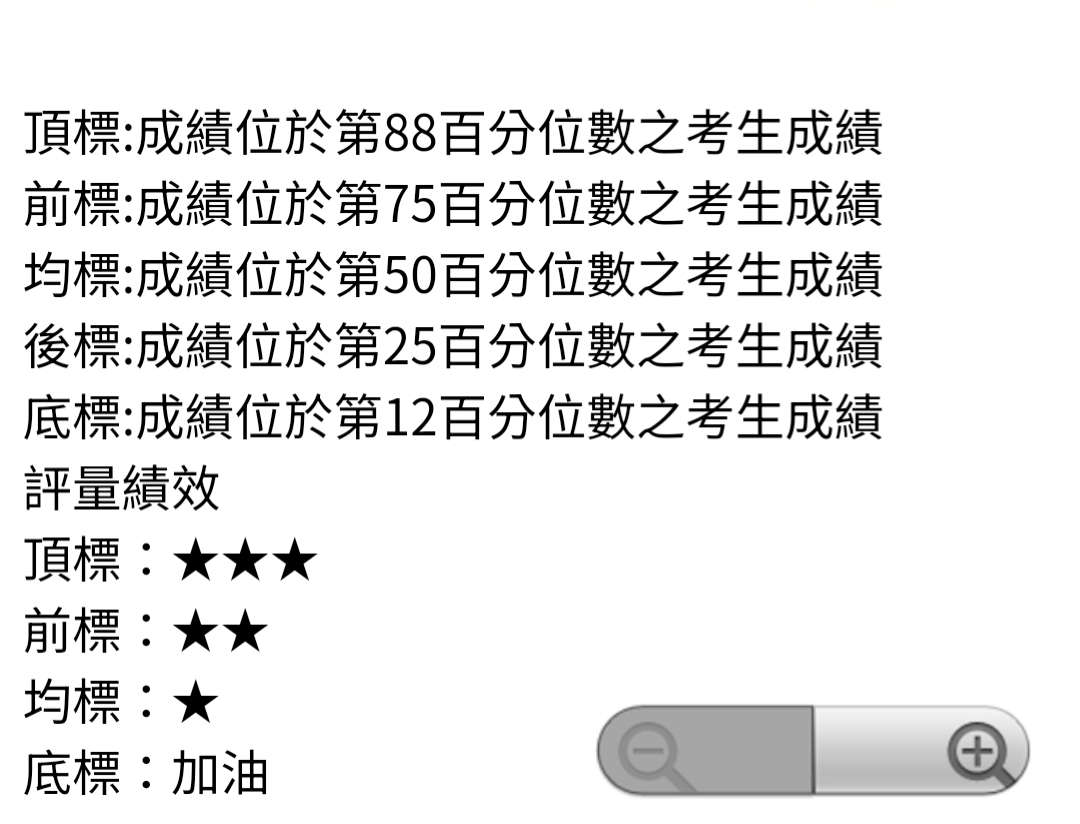 頂標:成績位於第88百分位數之考生成績
前標:成績位於第75百分位數之考生成績
均標:成績位於第50百分位數之考生成績
後標:成績位於第25百分位數之考生成績
底標:成績位於第12百分位數之考生成績
評量績效
頂標：★★★
前標：★★
均標：★
底標：加油